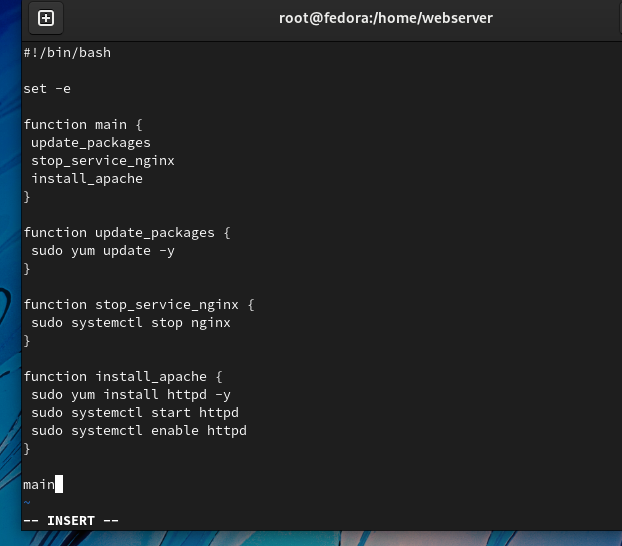 root@fedora:/home/webserver
#!/bin/bash
set -e
function main {
 update_packages
 stop_service_nginx
 install_apache
}
function update_packages {
 sudo yum update -y
}
function stop_service_nginx {
 sudo systemctl stop nginx
}
function install_apache {
 sudo yum install httpd -y
 sudo systemctl start httpd
 sudo systemctl enable httpd
}
main
~
-- INSERT --